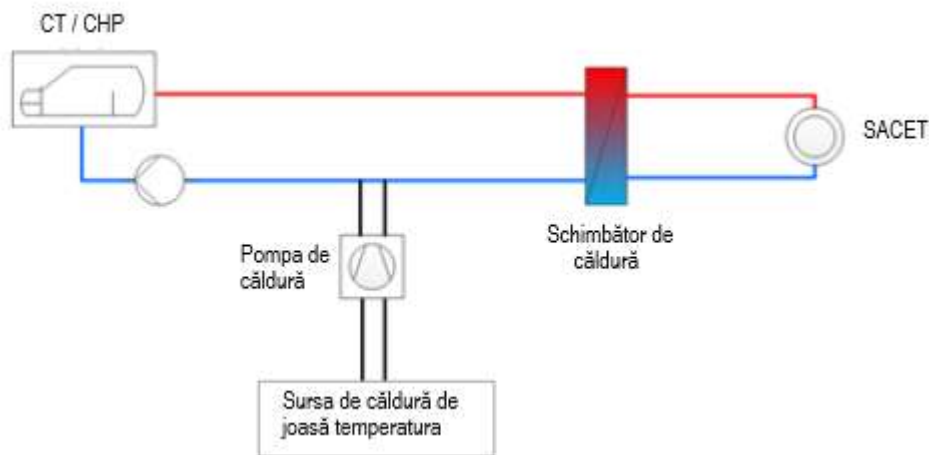 CT / CHP
SACET
Pompa de
căldură
Schimbător de
căldură
Sursa de căldură de
joasă temperatura